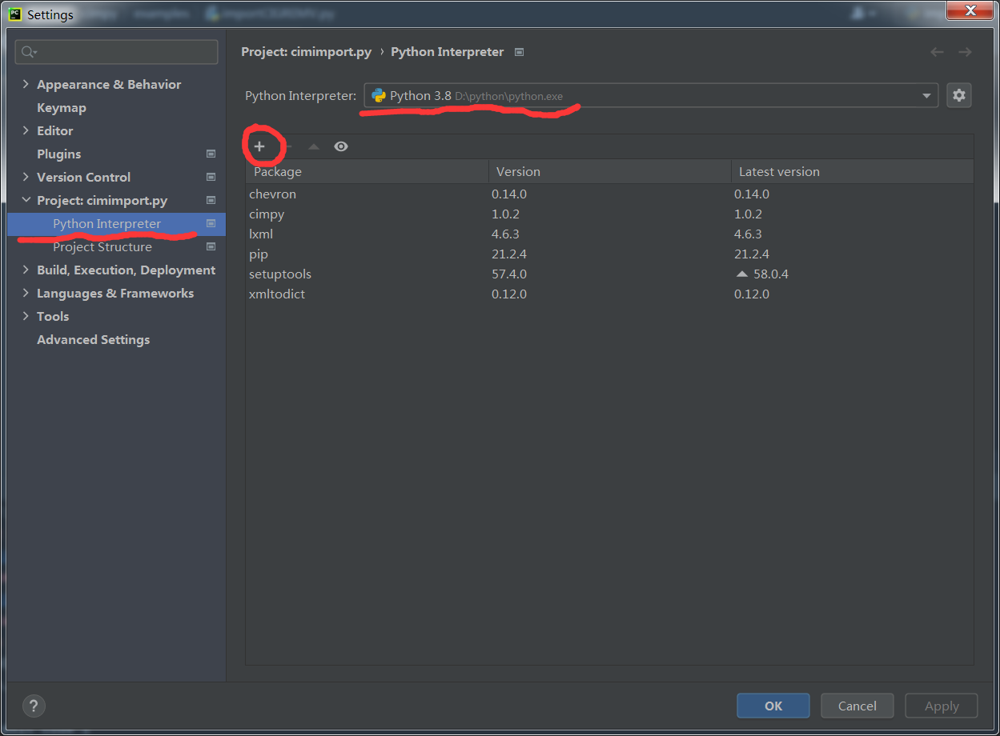 PC Settings
Project: cimimport.py › Python Interpreter
Appearance & Behavior
Keymap
Editor
Plugins
Version Control
Project: cimimport.py
Python Interpreter
Project Structure
Build, Execution, Deployment
Languages & Frameworks
Tools
Advanced Settings
Python Interpreter: Python 3.8 D:\python\python.exe
Package Version Latest version
chevron 0.14.0 0.14.0
cimpy 1.0.2 1.0.2
lxml 4.6.3 4.6.3
pip 21.2.4 21.2.4
setuptools 57.4.0 58.0.4
xmltodict 0.12.0 0.12.0
? OK Cancel Apply